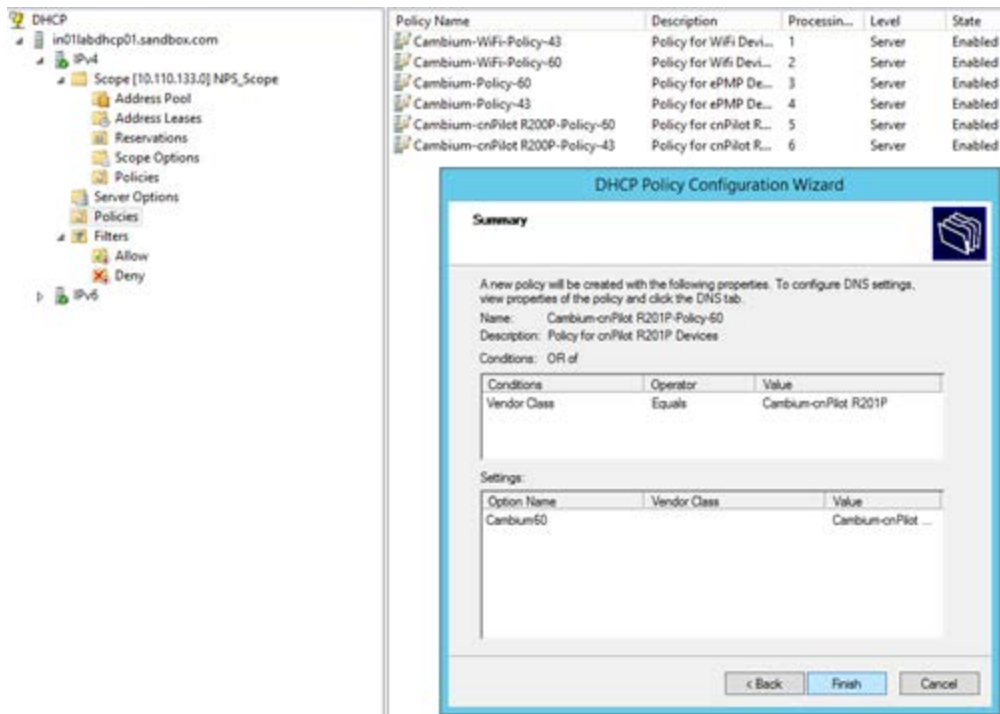 DHCP
in01labdhcp01.sandbox.com
IPv4
Scope [10.110.133.0] NPS_Scope
Address Pool
Address Leases
Reservations
Scope Options
Policies
Server Options
Policies
Filters
Allow
Deny
IPv6
Policy Name Description Processin... Level State
Cambium-WiFi-Policy-43 Policy for WiFi Devi... 1 Server Enabled
Cambium-WiFi-Policy-60 Policy for Wifi Devi... 2 Server Enabled
Cambium-Policy-60 Policy for ePMP De... 3 Server Enabled
Cambium-Policy-43 Policy for ePMP De... 4 Server Enabled
Cambium-cnPilot R200P-Policy-60 Policy for cnPilot R... 5 Server Enabled
Cambium-cnPilot R200P-Policy-43 Policy for cnPilot R... 6 Server Enabled
DHCP Policy Configuration Wizard
Summary
A new policy will be created with the following properties. To configure DNS settings,
view properties of the policy and click the DNS tab.
Name: Cambium-cnPilot R201P-Policy-60
Description: Policy for cnPilot R201P Devices
Conditions: OR of
Conditions Operator Value
Vendor Class Equals Cambium-cnPilot R201P
Settings:
Option Name Vendor Class Value
Cambium60 Cambium-cnPilot ...
< Back Finish Cancel